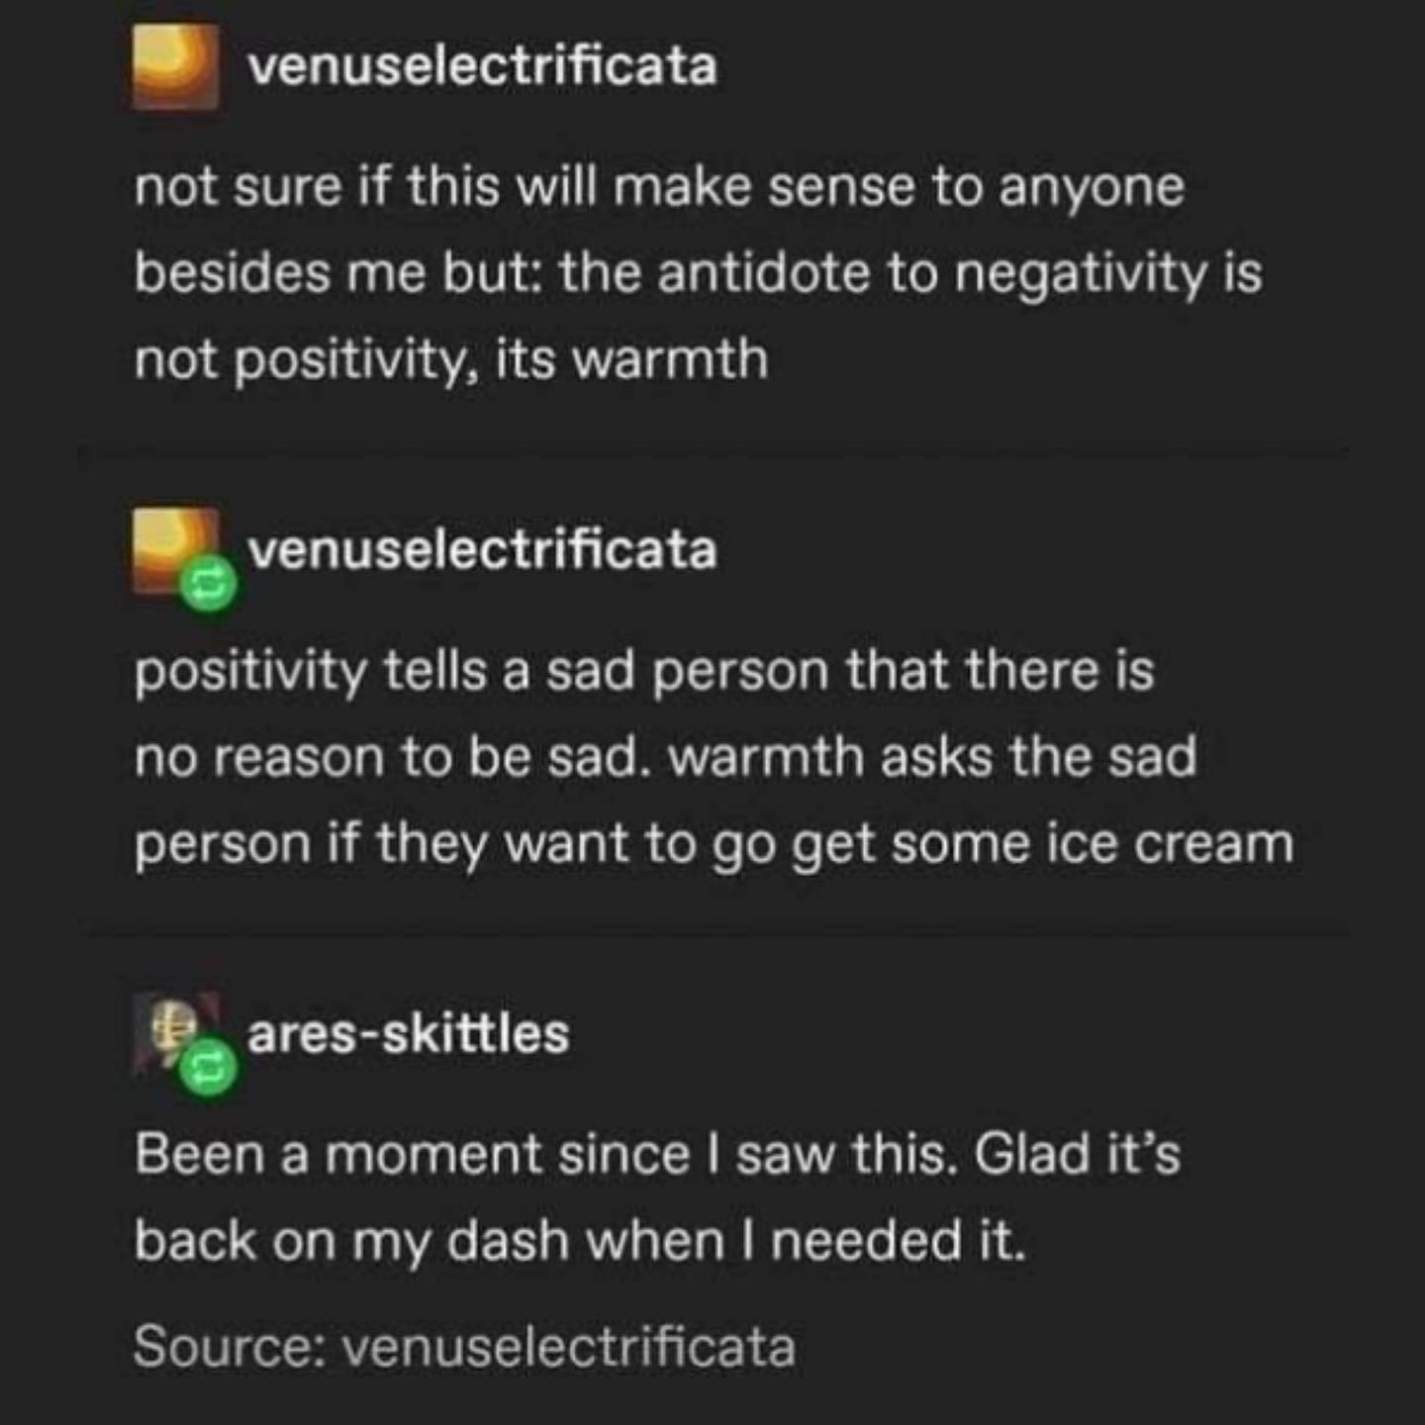 venuselectrificata
not sure if this will make sense to anyone
besides me but: the antidote to negativity is
not positivity, its warmth
venuselectrificata
positivity tells a sad person that there is
no reason to be sad. warmth asks the sad
person if they want to go get some ice cream
ares-skittles
Been a moment since I saw this. Glad it’s
back on my dash when I needed it.
Source: venuselectrificata